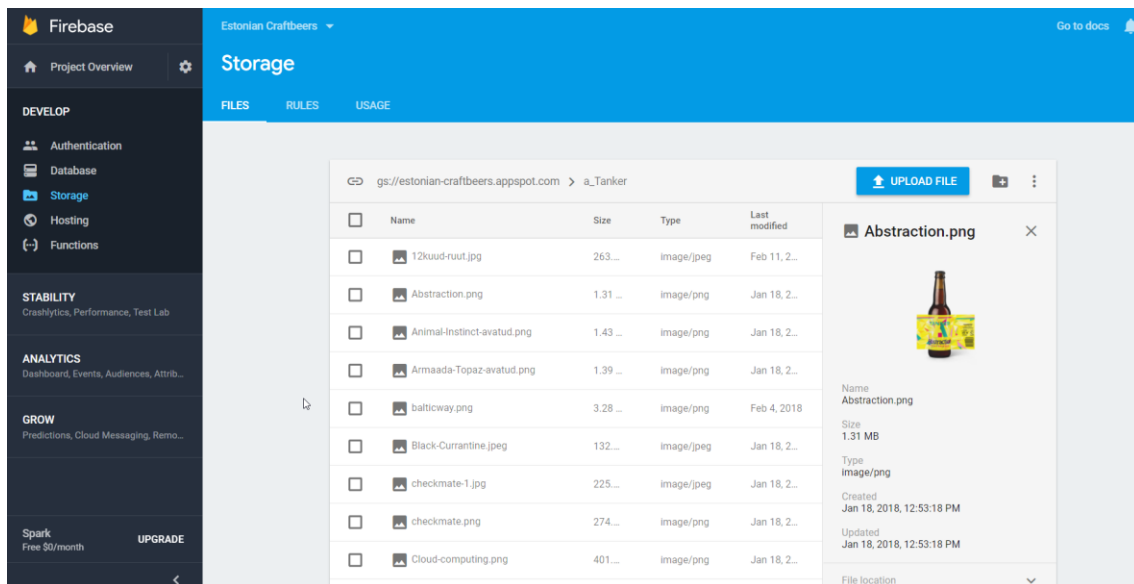 Firebase
Project Overview
DEVELOP
Authentication
Database
Storage
Hosting
Functions
STABILITY
Crashlytics, Performance, Test Lab
ANALYTICS
Dashboard, Events, Audiences, Attrib...
GROW
Predictions, Cloud Messaging, Remo...
Spark
Free $0/month
UPGRADE
Estonian Craftbeers
Go to docs
Storage
FILES RULES USAGE
gs://estonian-craftbeers.appspot.com > a_Tanker
UPLOAD FILE
Name Size Type Last modified
12kuud-ruut.jpg 263.... image/jpeg Feb 11, 2...
Abstraction.png 1.31 ... image/png Jan 18, 2...
Animal-Instinct-avatud.png 1.43 ... image/png Jan 18, 2...
Armaada-Topaz-avatud.png 1.39 ... image/png Jan 18, 2...
balticway.png 3.28 ... image/png Feb 4, 2018
Black-Currantine.jpeg 132.... image/jpeg Jan 18, 2...
checkmate-1.jpg 225.... image/jpeg Jan 18, 2...
checkmate.png 274.... image/png Jan 18, 2...
Cloud-computing.png 401.... image/png Jan 18, 2...
Abstraction.png
Name
Abstraction.png
Size
1.31 MB
Type
image/png
Created
Jan 18, 2018, 12:53:18 PM
Updated
Jan 18, 2018, 12:53:18 PM
File location